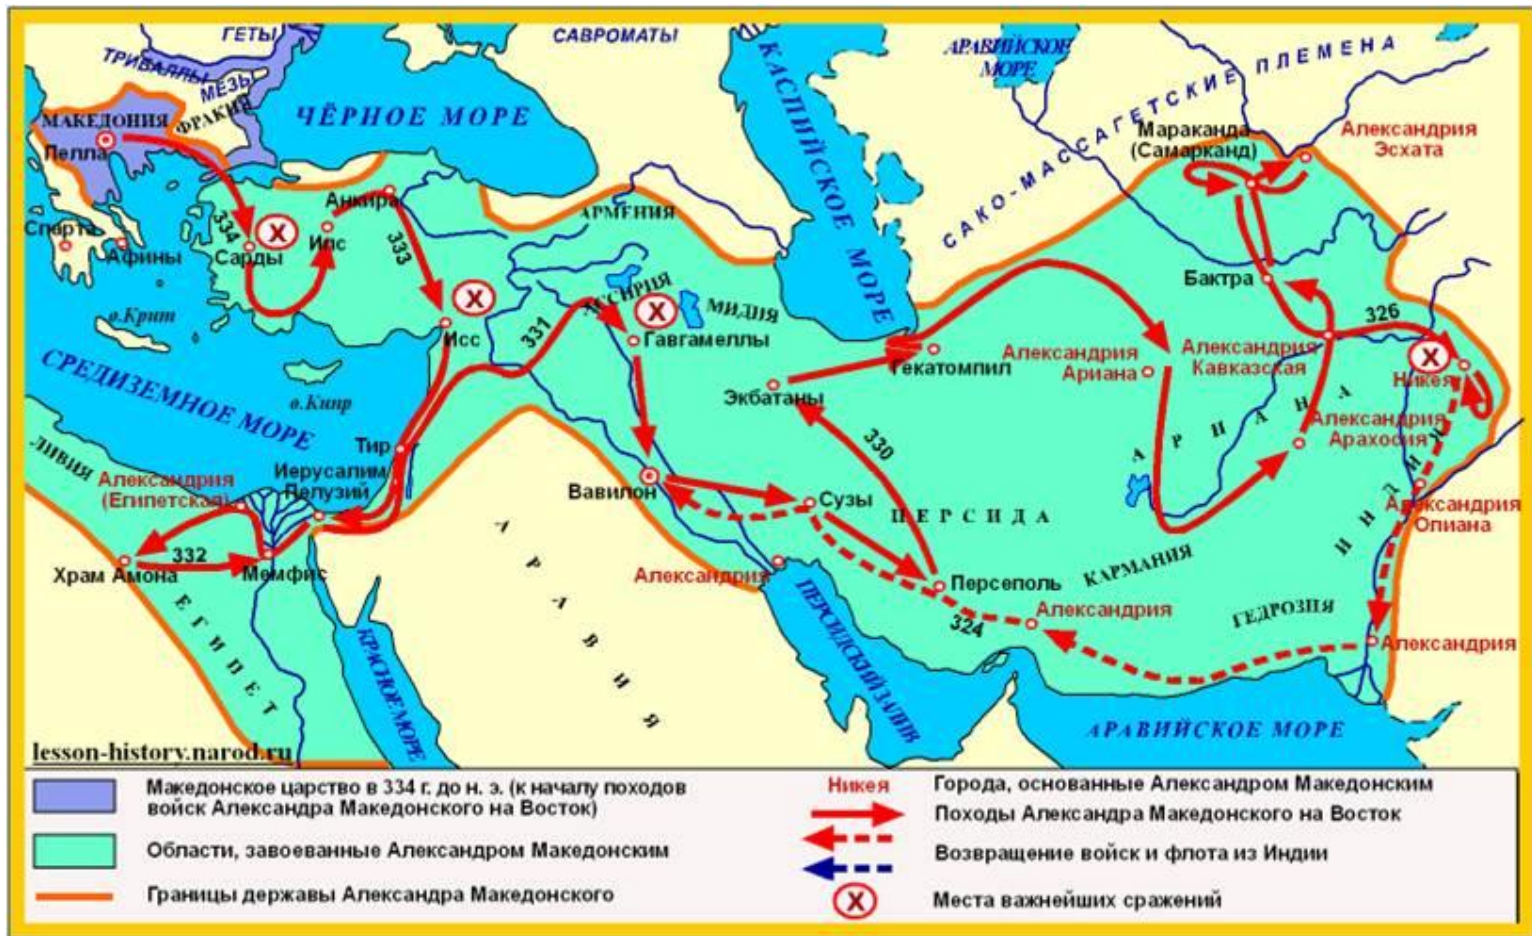 ГЕТЫ
ТРИБАЛЛЫ
МЕЗЫ
ФРАКИЯ
САВРОМАТЫ
КАСПИЙСКОЕ МОРЕ
АРАВИЙСКОЕ
МОРЕ
САКО-МАССАГЕТСКИЕ ПЛЕМЕНА
МАКЕДОНИЯ
Пелла
ЧЁРНОЕ МОРЕ
Мараканда
(Самарканд)
Александрия
Эсхата
Анкира
АРМЕНИЯ
Спарта
Афины
334
Сарды
X
Ипс
333
Бактра
о.Крит
X
Исс
331
АССИРИЯ
X
МИДИЯ
Гавгамеллы
326
X
Никея
СРЕДИЗЕМНОЕ МОРЕ
о.Кипр
Экбатаны
Гекатомпил
Александрия
Ариана
Александрия
Кавказская
АРИАНА
Александрия
Арахосия
ЛИВИЯ
Тир
Иерусалим
Пелузий
Александрия
(Египетская)
330
Вавилон
Сузы
ПЕРСИДА
ИНДИЯ
Александрия
Опиана
332
Храм Амона
Мемфис
АРАВИЯ
Александрия
Персеполь
КАРМАНИЯ
ЕГИПЕТ
КРАСНОЕ МОРЕ
ПЕРСИДСКИЙ ЗАЛИВ
324
Александрия
ГЕДРОЗИЯ
Александрия
АРАВИЙСКОЕ МОРЕ
lesson-history.narod.ru
Македонское царство в 334 г. до н. э. (к началу походов
войск Александра Македонского на Восток)
Области, завоеванные Александром Македонским
Границы державы Александра Македонского
Никея
Города, основанные Александром Македонским
Походы Александра Македонского на Восток
Возвращение войск и флота из Индии
X
Места важнейших сражений